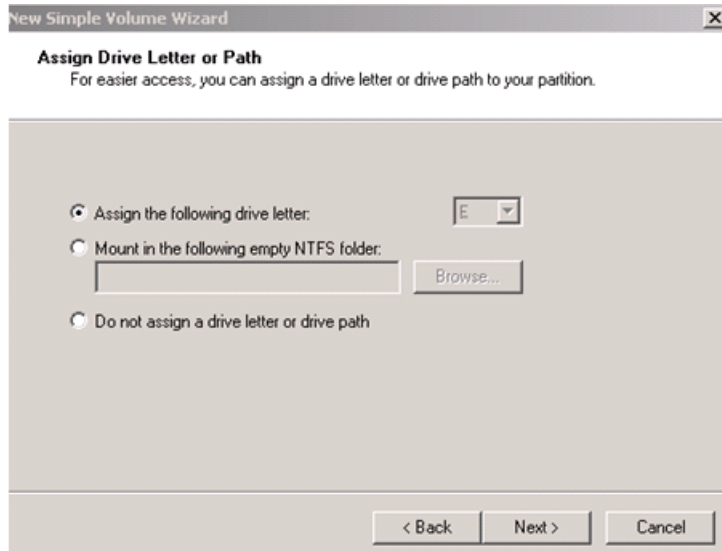 New Simple Volume Wizard
Assign Drive Letter or Path
For easier access, you can assign a drive letter or drive path to your partition.
Assign the following drive letter:
E
Mount in the following empty NTFS folder:
Browse...
Do not assign a drive letter or drive path
< Back
Next >
Cancel